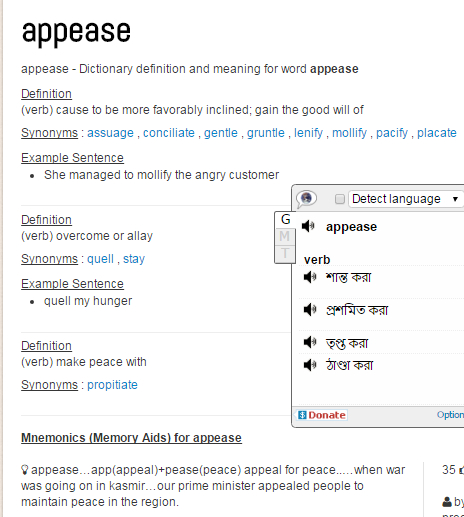 appease
appease - Dictionary definition and meaning for word appease
Definition
(verb) cause to be more favorably inclined; gain the good will of
Synonyms : assuage , conciliate , gentle , gruntle , lenify , mollify , pacify , placate
Example Sentence
She managed to mollify the angry customer
Definition
(verb) overcome or allay
Synonyms : quell , stay
Example Sentence
quell my hunger
Definition
(verb) make peace with
Synonyms : propitiate
Detect language
G
M
T
appease
verb
শান্ত করা
প্রশমিত করা
তৃপ্ত করা
ঠাণ্ডা করা
Donate
Option
Mnemonics (Memory Aids) for appease
appease...app(appeal)+pease(peace) appeal for peace.....when war
was going on in kasmir...our prime minister appealed people to
maintain peace in the region.
35
by